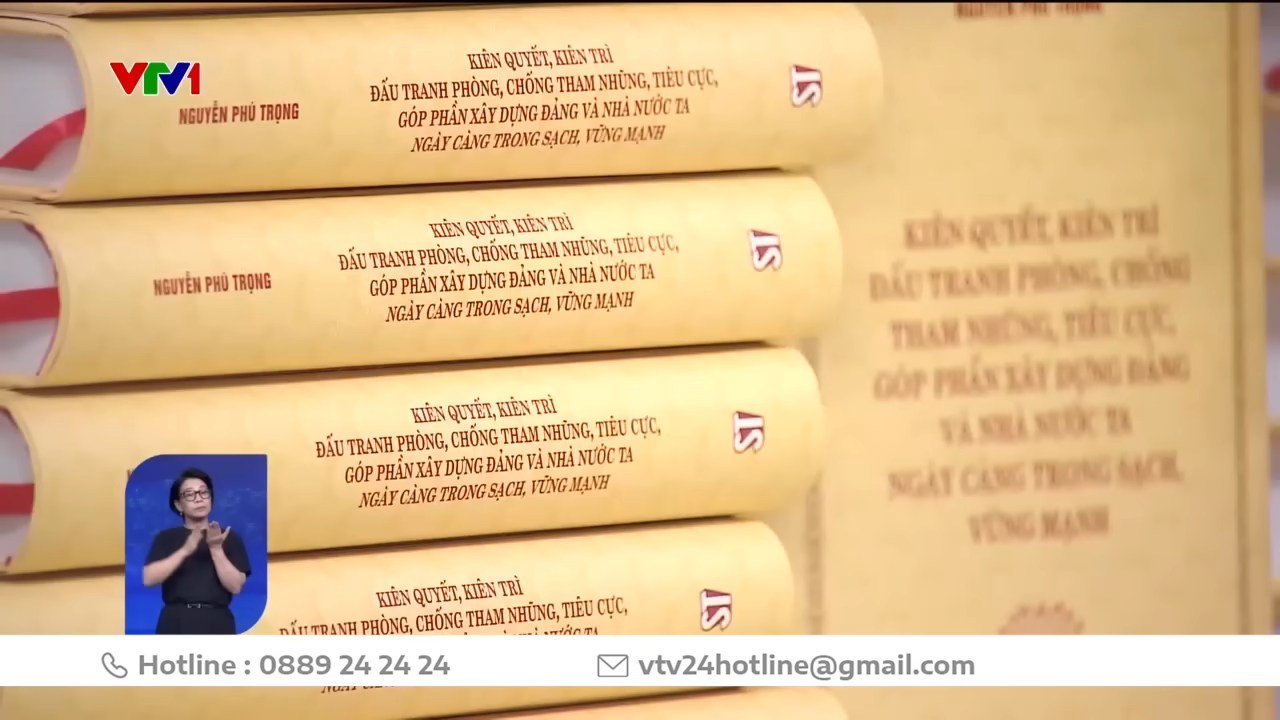 VTV1
NGUYỄN PHÚ TRỌNG
KIÊN QUYẾT, KIÊN TRÌ
ĐẤU TRANH PHÒNG, CHỐNG THAM NHŨNG, TIÊU CỰC,
GÓP PHẦN XÂY DỰNG ĐẢNG VÀ NHÀ NƯỚC TA
NGÀY CÀNG TRONG SẠCH, VỮNG MẠNH
ST
NGUYỄN PHÚ TRỌNG
KIÊN QUYẾT, KIÊN TRÌ
ĐẤU TRANH PHÒNG, CHỐNG THAM NHŨNG, TIÊU CỰC,
GÓP PHẦN XÂY DỰNG ĐẢNG VÀ NHÀ NƯỚC TA
NGÀY CÀNG TRONG SẠCH, VỮNG MẠNH
ST
KIÊN QUYẾT, KIÊN TRÌ
ĐẤU TRANH PHÒNG, CHỐNG THAM NHŨNG, TIÊU CỰC,
GÓP PHẦN XÂY DỰNG ĐẢNG VÀ NHÀ NƯỚC TA
NGÀY CÀNG TRONG SẠCH, VỮNG MẠNH
ST
KIÊN QUYẾT, KIÊN TRÌ
ĐẤU TRANH PHÒNG, CHỐNG THAM NHŨNG, TIÊU CỰC,
ST
NGUYỄN PHÚ TRỌNG
KIÊN QUYẾT, KIÊN TRÌ
ĐẤU TRANH PHÒNG, CHỐNG
THAM NHŨNG, TIÊU CỰC,
GÓP PHẦN XÂY DỰNG ĐẢNG
VÀ NHÀ NƯỚC TA
NGÀY CÀNG TRONG SẠCH,
VỮNG MẠNH
Hotline : 0889 24 24 24
vtv24hotline@gmail.com